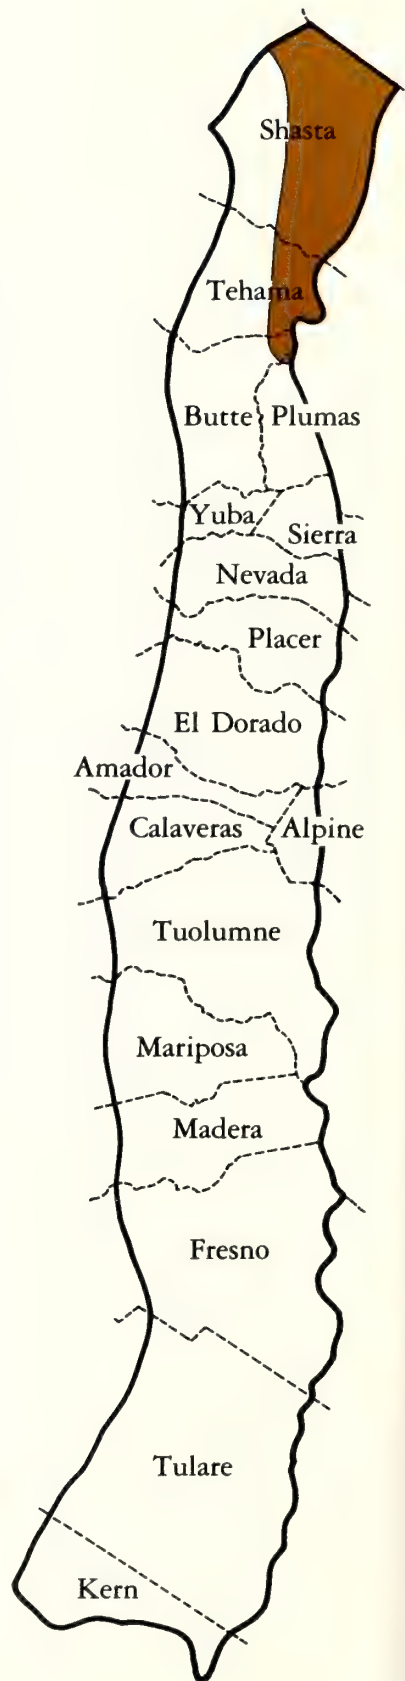 Shasta
Tehama
Butte Plumas
Yuba
Sierra
Nevada
Placer
El Dorado
Amador
Calaveras Alpine
Tuolumne
Mariposa
Madera
Fresno
Tulare
Kern